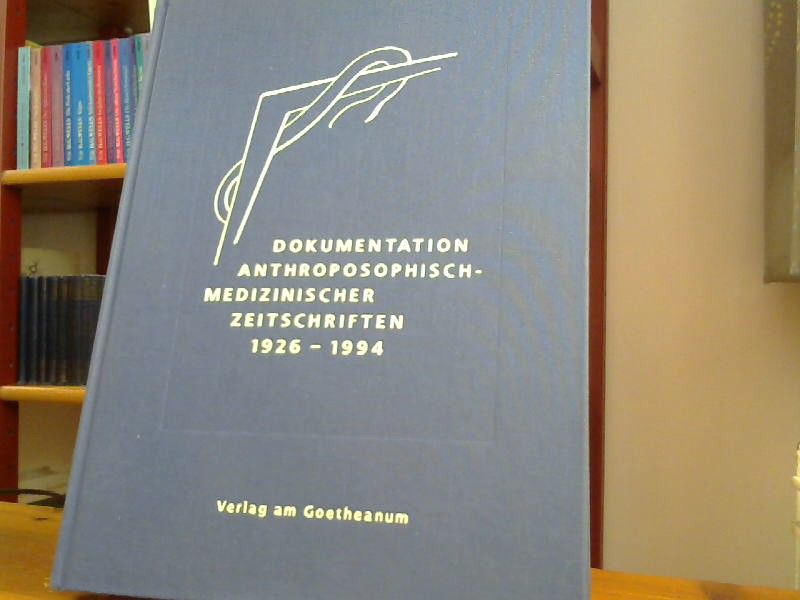 DOKUMENTATION
ANTHROPOSOPHISCH-
MEDIZINISCHER
ZEITSCHRIFTEN
1926 – 1994
Verlag am Goetheanum